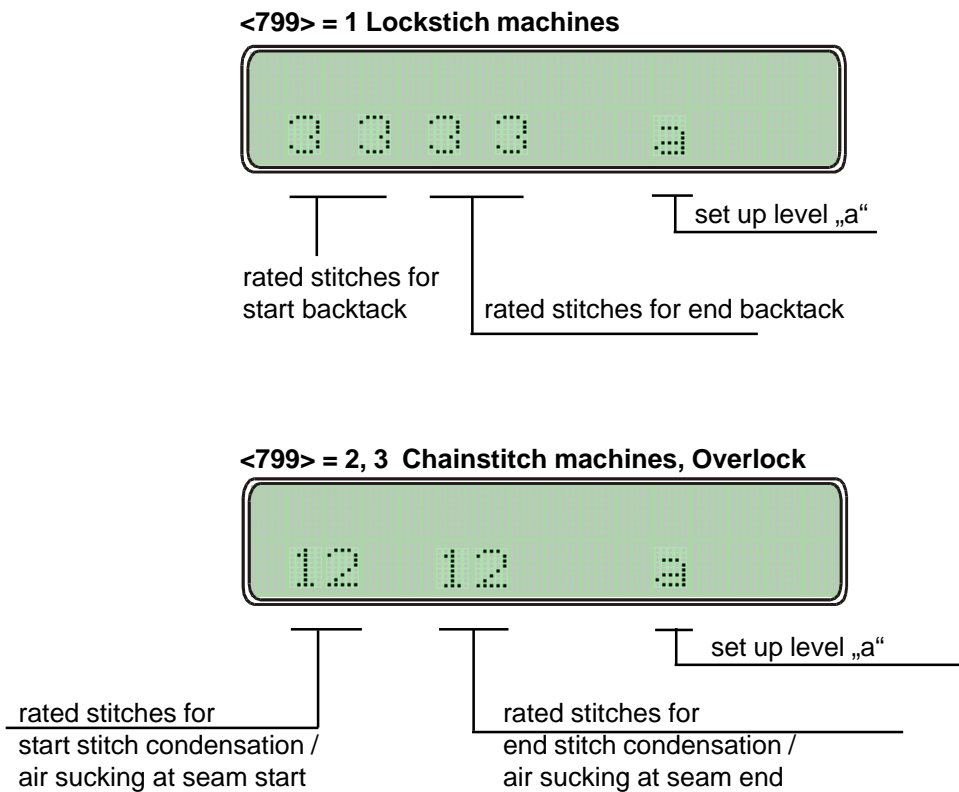 <799> = 1 Lockstich machines
3 3 3 3 a
set up level „a“
rated stitches for
start backtack
rated stitches for end backtack
<799> = 2, 3 Chainstitch machines, Overlock
12 12 a
set up level „a“
rated stitches for
start stitch condensation /
air sucking at seam start
rated stitches for
end stitch condensation /
air sucking at seam end